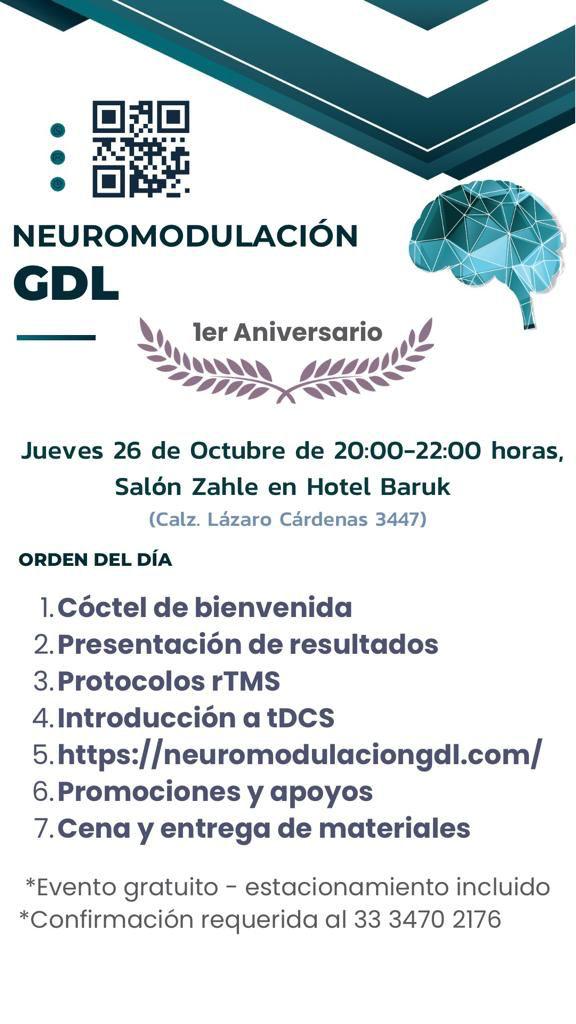 NEUROMODULACIÓN
GDL
1er Aniversario
Jueves 26 de Octubre de 20:00-22:00 horas,
Salón Zahle en Hotel Baruk
(Calz. Lázaro Cárdenas 3447)
ORDEN DEL DÍA
1. Cóctel de bienvenida
2. Presentación de resultados
3. Protocolos rTMS
4. Introducción a tDCS
5. https://neuromodulaciongdl.com/
6. Promociones y apoyos
7. Cena y entrega de materiales
*Evento gratuito - estacionamiento incluido
*Confirmación requerida al 33 3470 2176